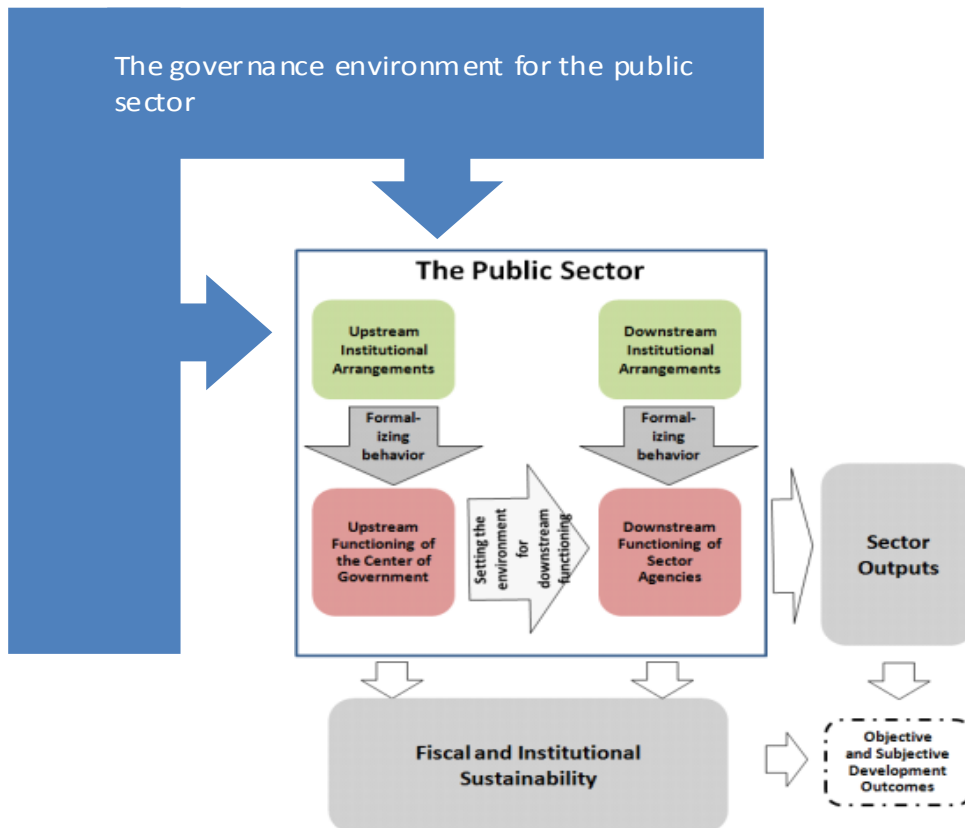 The governance environment for the public
sector
The Public Sector
Upstream
Institutional
Arrangements
Downstream
Institutional
Arrangements
Formal-
izing
behavior
Formal-
izing
behavior
Upstream
Functioning of
the Center of
Government
Setting the
environment
for
downstream
functioning
Downstream
Functioning of
Sector
Agencies
Sector
Outputs
Fiscal and Institutional
Sustainability
Objective
and Subjective
Development
Outcomes